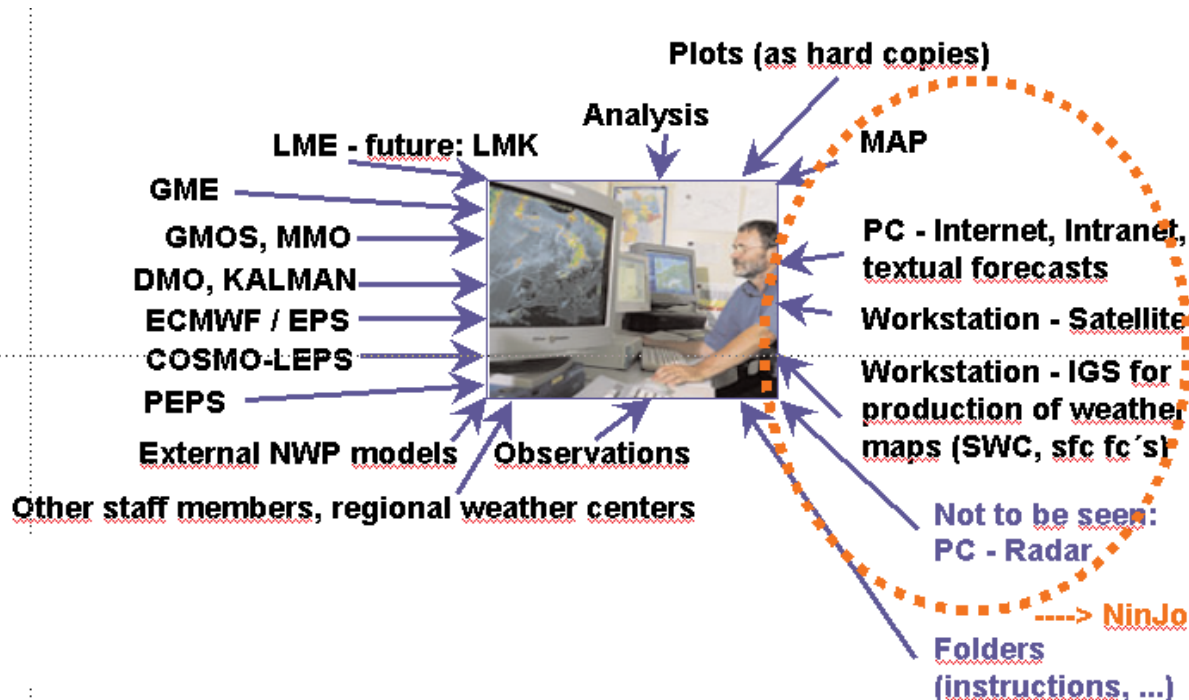 Plots (as hard copies)
Analysis
MAP
LME - future: LMK
GME
GMOS, MMO
DMO, KALMAN
ECMWF / EPS
COSMO-LEPS
PEPS
External NWP models
Observations
Other staff members, regional weather centers
PC - Internet, Intranet,
textual forecasts
Workstation - Satellite
Workstation - IGS for
production of weather
maps (SWC, sfc fc´s)
Not to be seen:
PC - Radar
----> NinJo
Folders
(instructions, ...)